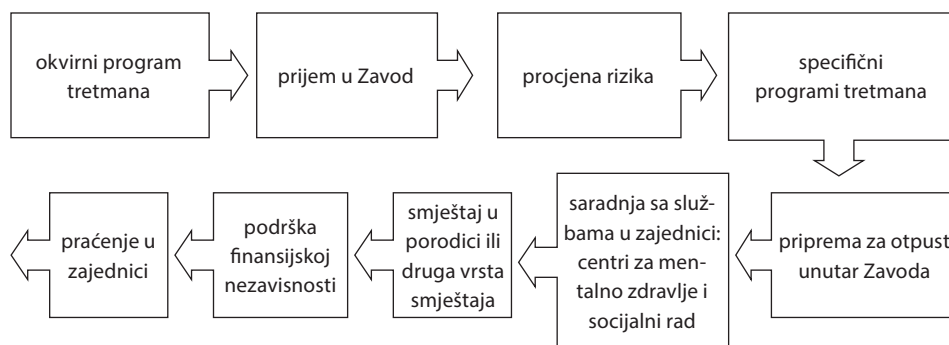 okvirni program
tretmana
prijem u Zavod
procjena rizika
specifični
programi tretmana
priprema za otpust
unutar Zavoda
saradnja sa služ-
bama u zajednici:
centri za men-
talno zdravlje i
socijalni rad
smještaj u
porodici ili
druga vrsta
smještaja
podrška
finansijskoj
nezavisnosti
praćenje u
zajednici